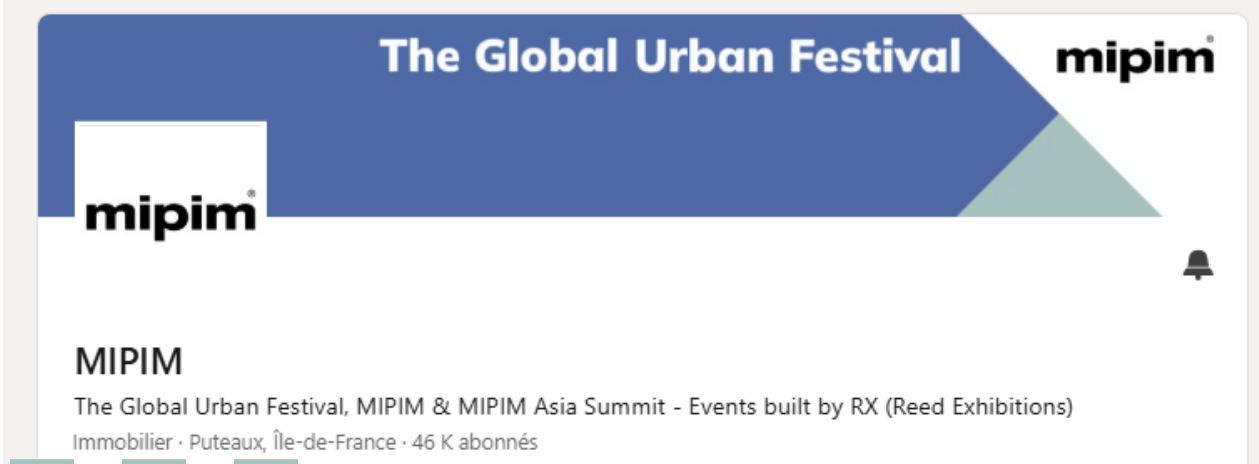 The Global Urban Festival
mipim®
mipim®
MIPIM
The Global Urban Festival, MIPIM & MIPIM Asia Summit - Events built by RX (Reed Exhibitions)
Immobilier · Puteaux, Île-de-France · 46 K abonnés